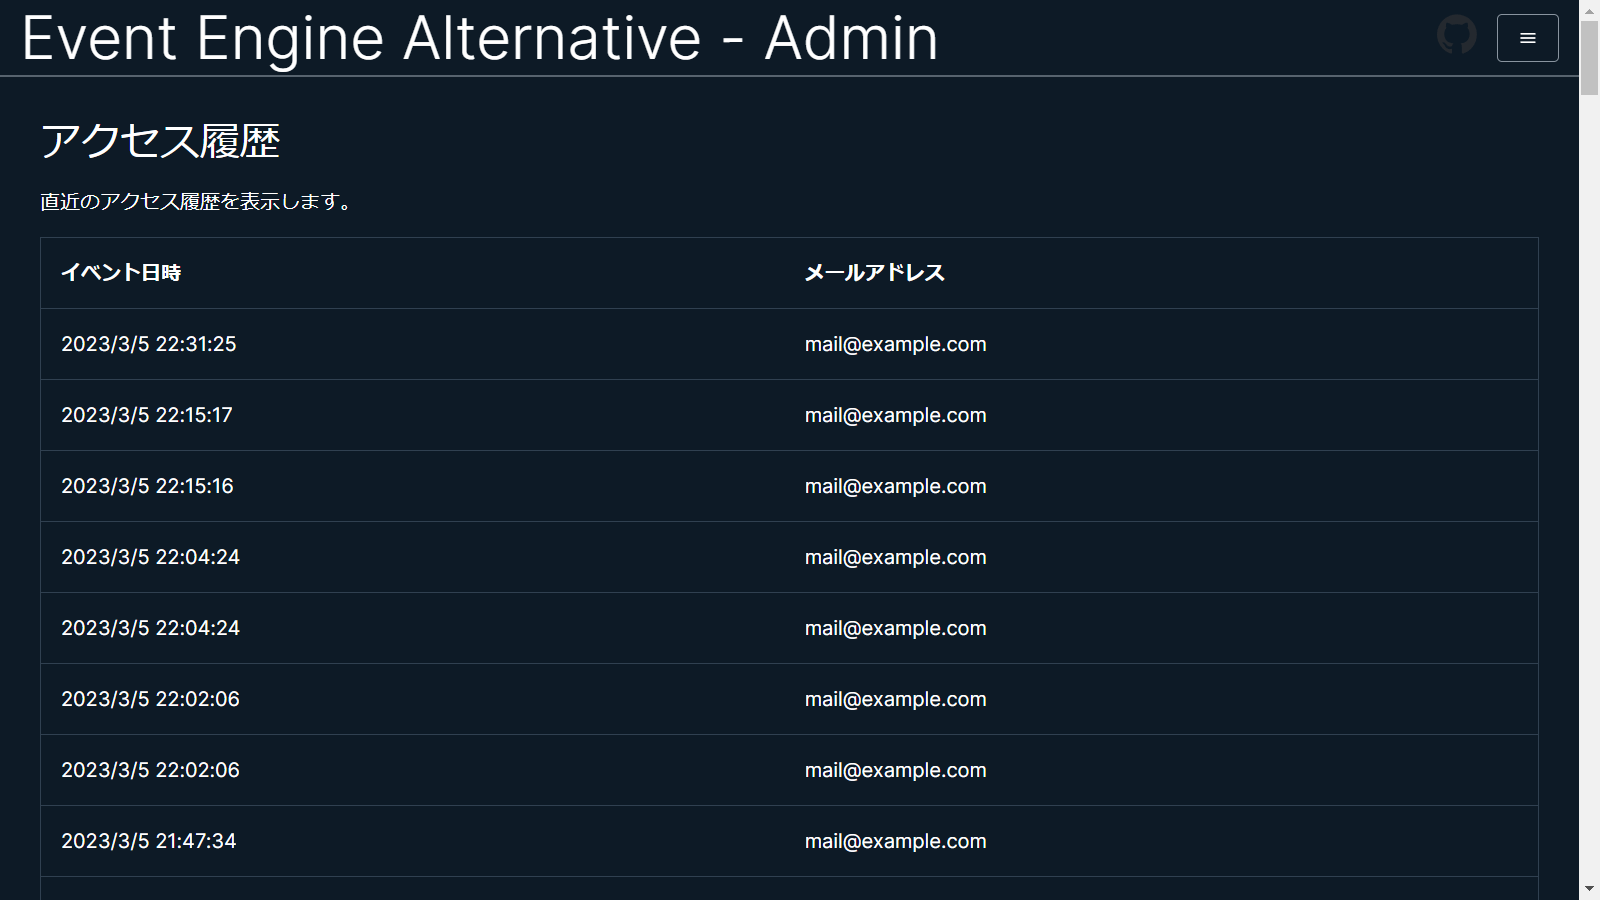 Event Engine Alternative - Admin
アクセス履歴
直近のアクセス履歴を表示します。
イベント日時 メールアドレス
2023/3/5 22:31:25 mail@example.com
2023/3/5 22:15:17 mail@example.com
2023/3/5 22:15:16 mail@example.com
2023/3/5 22:04:24 mail@example.com
2023/3/5 22:04:24 mail@example.com
2023/3/5 22:02:06 mail@example.com
2023/3/5 22:02:06 mail@example.com
2023/3/5 21:47:34 mail@example.com